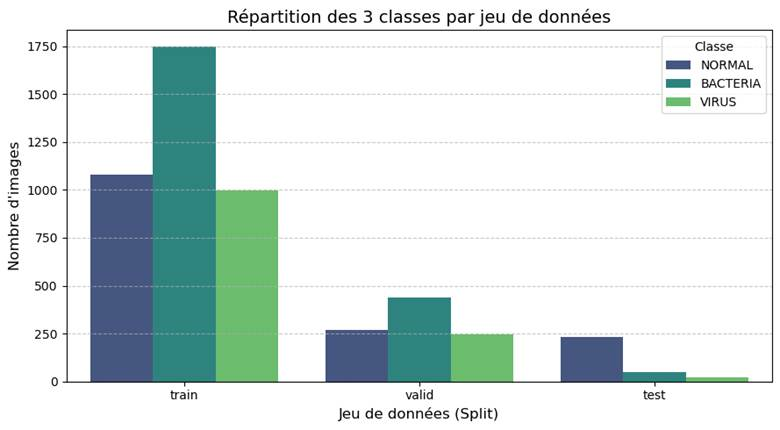 Répartition des 3 classes par jeu de données
Classe
NORMAL
BACTERIA
VIRUS
Nombre d'images
1750
1500
1250
1000
750
500
250
0
train
valid
test
Jeu de données (Split)